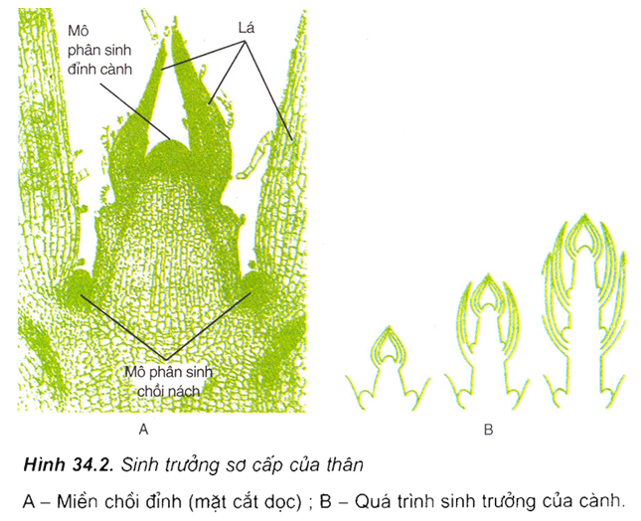 Mô
phân sinh
đỉnh cành
Lá
Mô phân sinh
chồi nách
A
B
Hình 34.2. Sinh trưởng sơ cấp của thân
A – Miền chồi đỉnh (mặt cắt dọc) ; B – Quá trình sinh trưởng của cành.